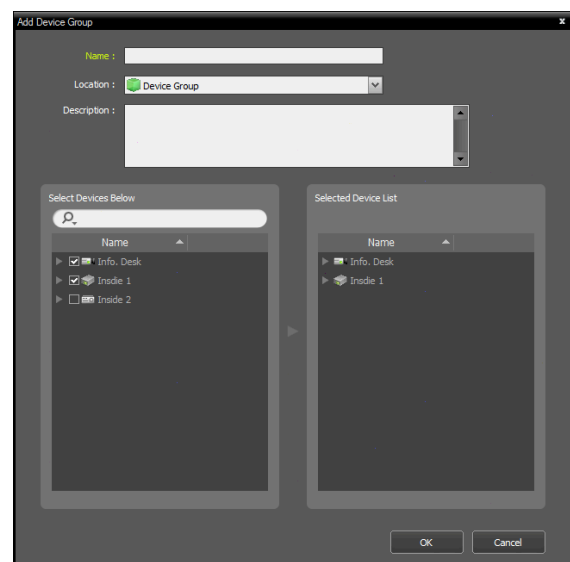 Add Device Group x
Name :
Location : Device Group
Description :
Select Devices Below
Selected Device List
Name
Info. Desk
Insdie 1
Inside 2
Name
Info. Desk
Insdie 1
OK Cancel